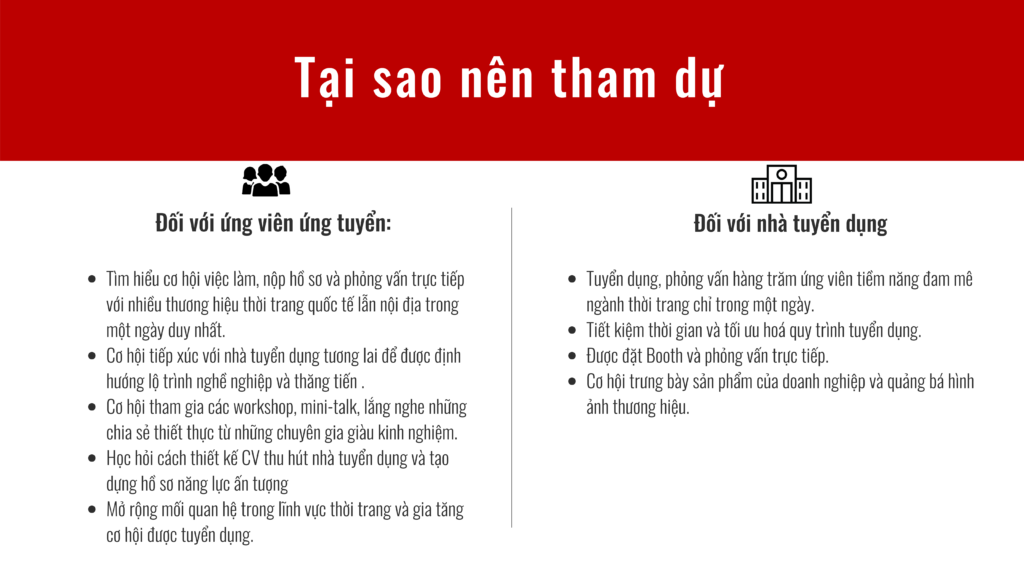 Tại sao nên tham dự
Đối với ứng viên ứng tuyển:
• Tìm hiểu cơ hội việc làm, nộp hồ sơ và phỏng vấn trực tiếp
với nhiều thương hiệu thời trang quốc tế lẫn nội địa trong
một ngày duy nhất.
• Cơ hội tiếp xúc với nhà tuyển dụng tương lai để được định
hướng lộ trình nghề nghiệp và thăng tiến .
• Cơ hội tham gia các workshop, mini-talk, lắng nghe những
chia sẻ thiết thực từ những chuyên gia giàu kinh nghiệm.
• Học hỏi cách thiết kế CV thu hút nhà tuyển dụng và tạo
dựng hồ sơ năng lực ấn tượng
• Mở rộng mối quan hệ trong lĩnh vực thời trang và gia tăng
cơ hội được tuyển dụng.
Đối với nhà tuyển dụng
• Tuyển dụng, phỏng vấn hàng trăm ứng viên tiềm năng đam mê
ngành thời trang chỉ trong một ngày.
• Tiết kiệm thời gian và tối ưu hoá quy trình tuyển dụng.
• Được đặt Booth và phỏng vấn trực tiếp.
• Cơ hội trưng bày sản phẩm của doanh nghiệp và quảng bá hình
ảnh thương hiệu.